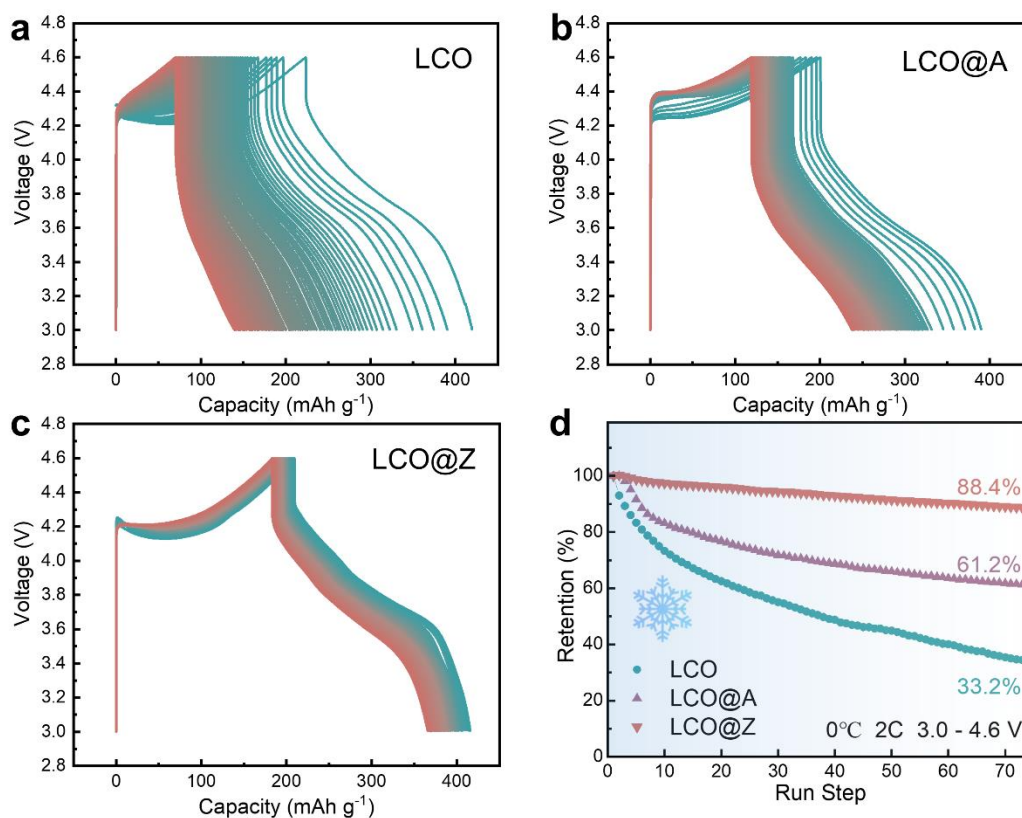 a
LCO
4.8
4.6
4.4
4.2
4.0
3.8
3.6
3.4
3.2
3.0
2.8
Voltage (V)
0 100 200 300 400
Capacity (mAh g⁻¹)
b
LCO@A
4.8
4.6
4.4
4.2
4.0
3.8
3.6
3.4
3.2
3.0
2.8
Voltage (V)
0 100 200 300 400
Capacity (mAh g⁻¹)
c
LCO@Z
4.8
4.6
4.4
4.2
4.0
3.8
3.6
3.4
3.2
3.0
2.8
Voltage (V)
0 100 200 300 400
Capacity (mAh g⁻¹)
d
100
80
60
40
20
0
Retention (%)
88.4%
61.2%
33.2%
LCO
LCO@A
LCO@Z
0℃ 2C 3.0 - 4.6 V
0 10 20 30 40 50 60 70
Run Step